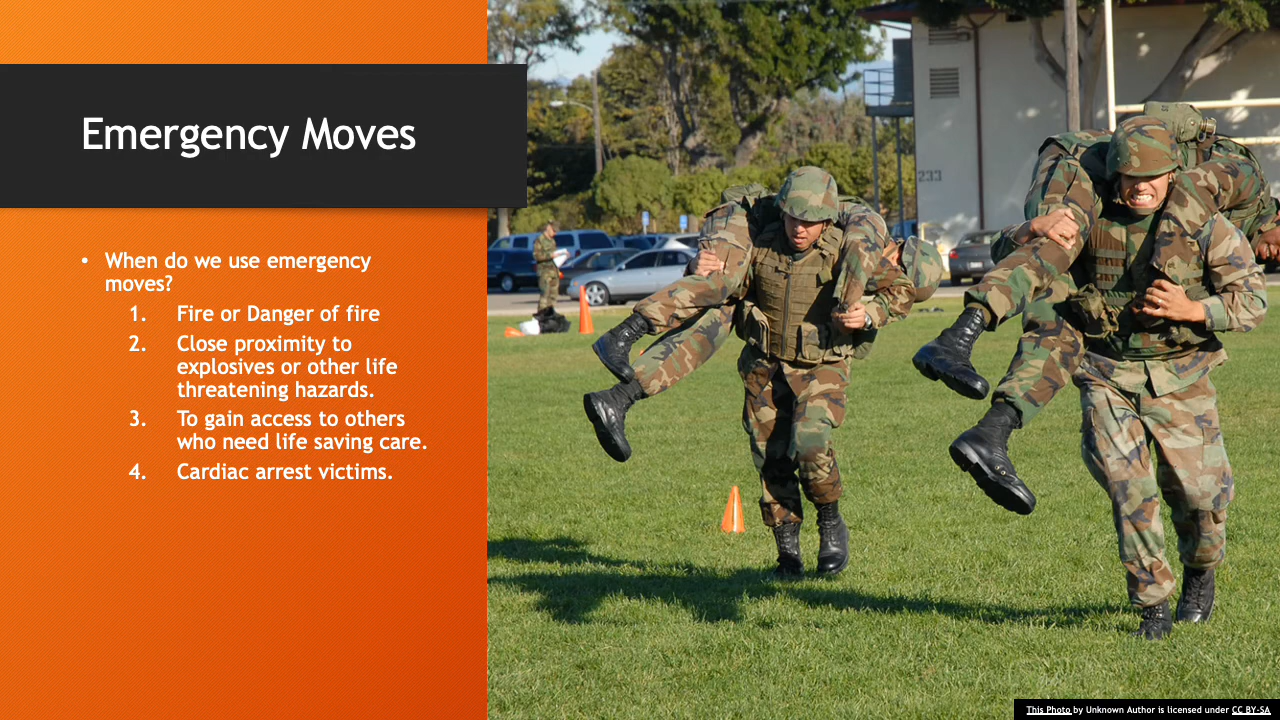 Emergency Moves
• When do we use emergency
moves?
1. Fire or Danger of fire
2. Close proximity to
explosives or other life
threatening hazards.
3. To gain access to others
who need life saving care.
4. Cardiac arrest victims.
233
This Photo by Unknown Author is licensed under CC BY-SA